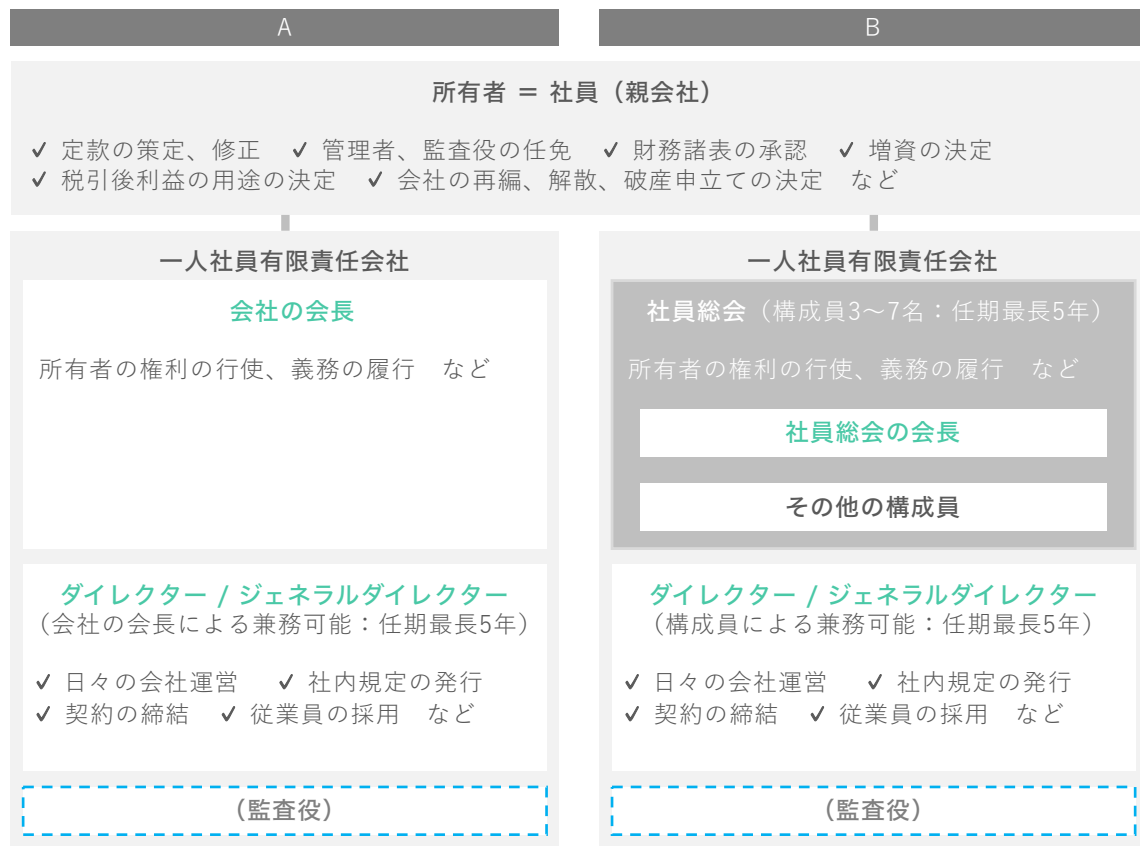 A
B
所有者 ＝ 社員（親会社）
✓ 定款の策定、修正　✓ 管理者、監査役の任免　✓ 財務諸表の承認　✓ 増資の決定
✓ 税引後利益の用途の決定　✓ 会社の再編、解散、破産申立ての決定　など
一人社員有限責任会社
会社の会長
所有者の権利の行使、義務の履行　など
ダイレクター / ジェネラルダイレクター
（会社の会長による兼務可能：任期最長5年）
✓ 日々の会社運営　✓ 社内規定の発行
✓ 契約の締結　✓ 従業員の採用　など
（監査役）
一人社員有限責任会社
社員総会（構成員3～7名：任期最長5年）
所有者の権利の行使、義務の履行　など
社員総会の会長
その他の構成員
ダイレクター / ジェネラルダイレクター
（構成員による兼務可能：任期最長5年）
✓ 日々の会社運営　✓ 社内規定の発行
✓ 契約の締結　✓ 従業員の採用　など
（監査役）